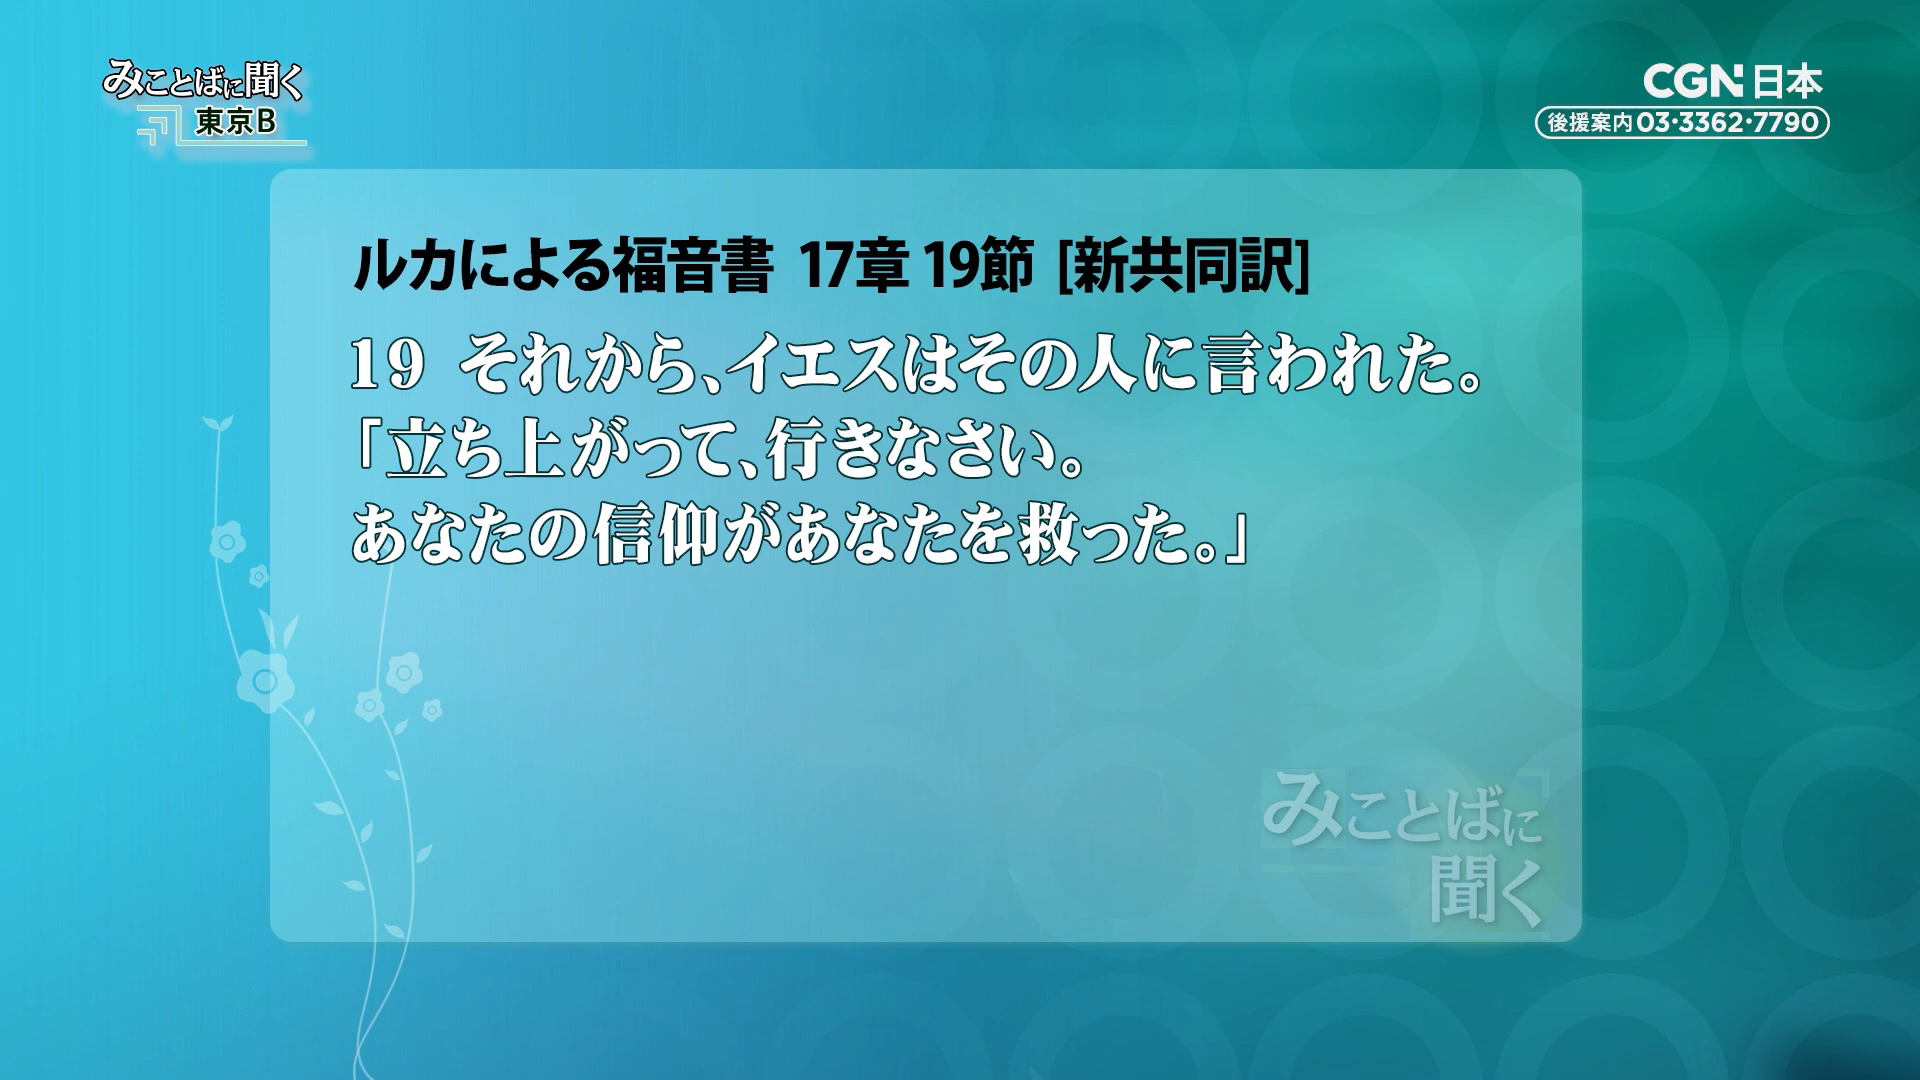 みことばに聞く
東京B
CGN日本
後援案内03・3362・7790
ルカによる福音書 17章 19節 [新共同訳]
19 それから、イエスはその人に言われた。
「立ち上がって、行きなさい。
あなたの信仰があなたを救った。」
みことばに
聞く